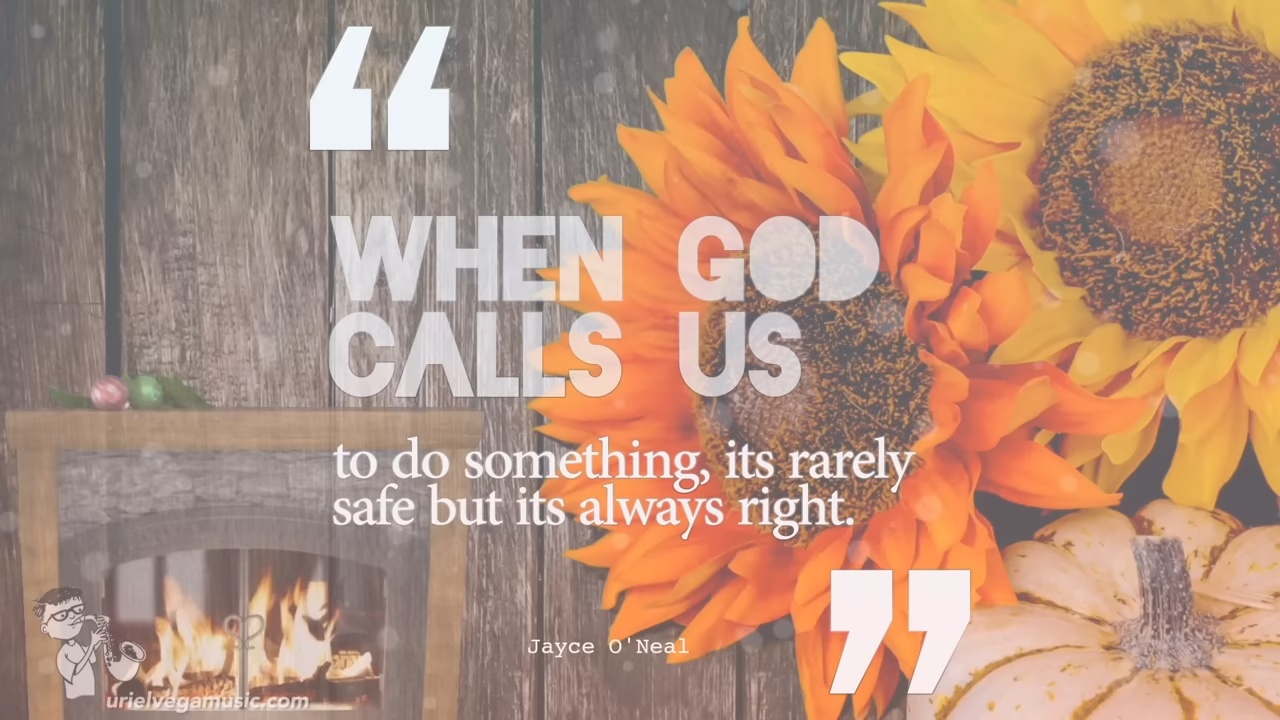 “
WHEN GOD
CALLS US
to do something, its rarely
safe but its always right.
”
Jayce O'Neal
urielvegamusic.com